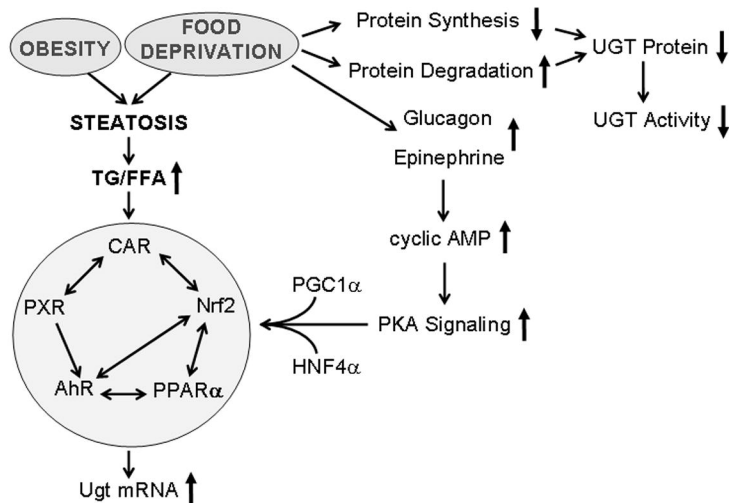 OBESITY
FOOD
DEPRIVATION
Protein Synthesis
Protein Degradation
UGT Protein
UGT Activity
STEATOSIS
Glucagon
Epinephrine
TG/FFA
cyclic AMP
CAR
PXR
Nrf2
AhR
PPARα
PGC1α
PKA Signaling
HNF4α
Ugt mRNA